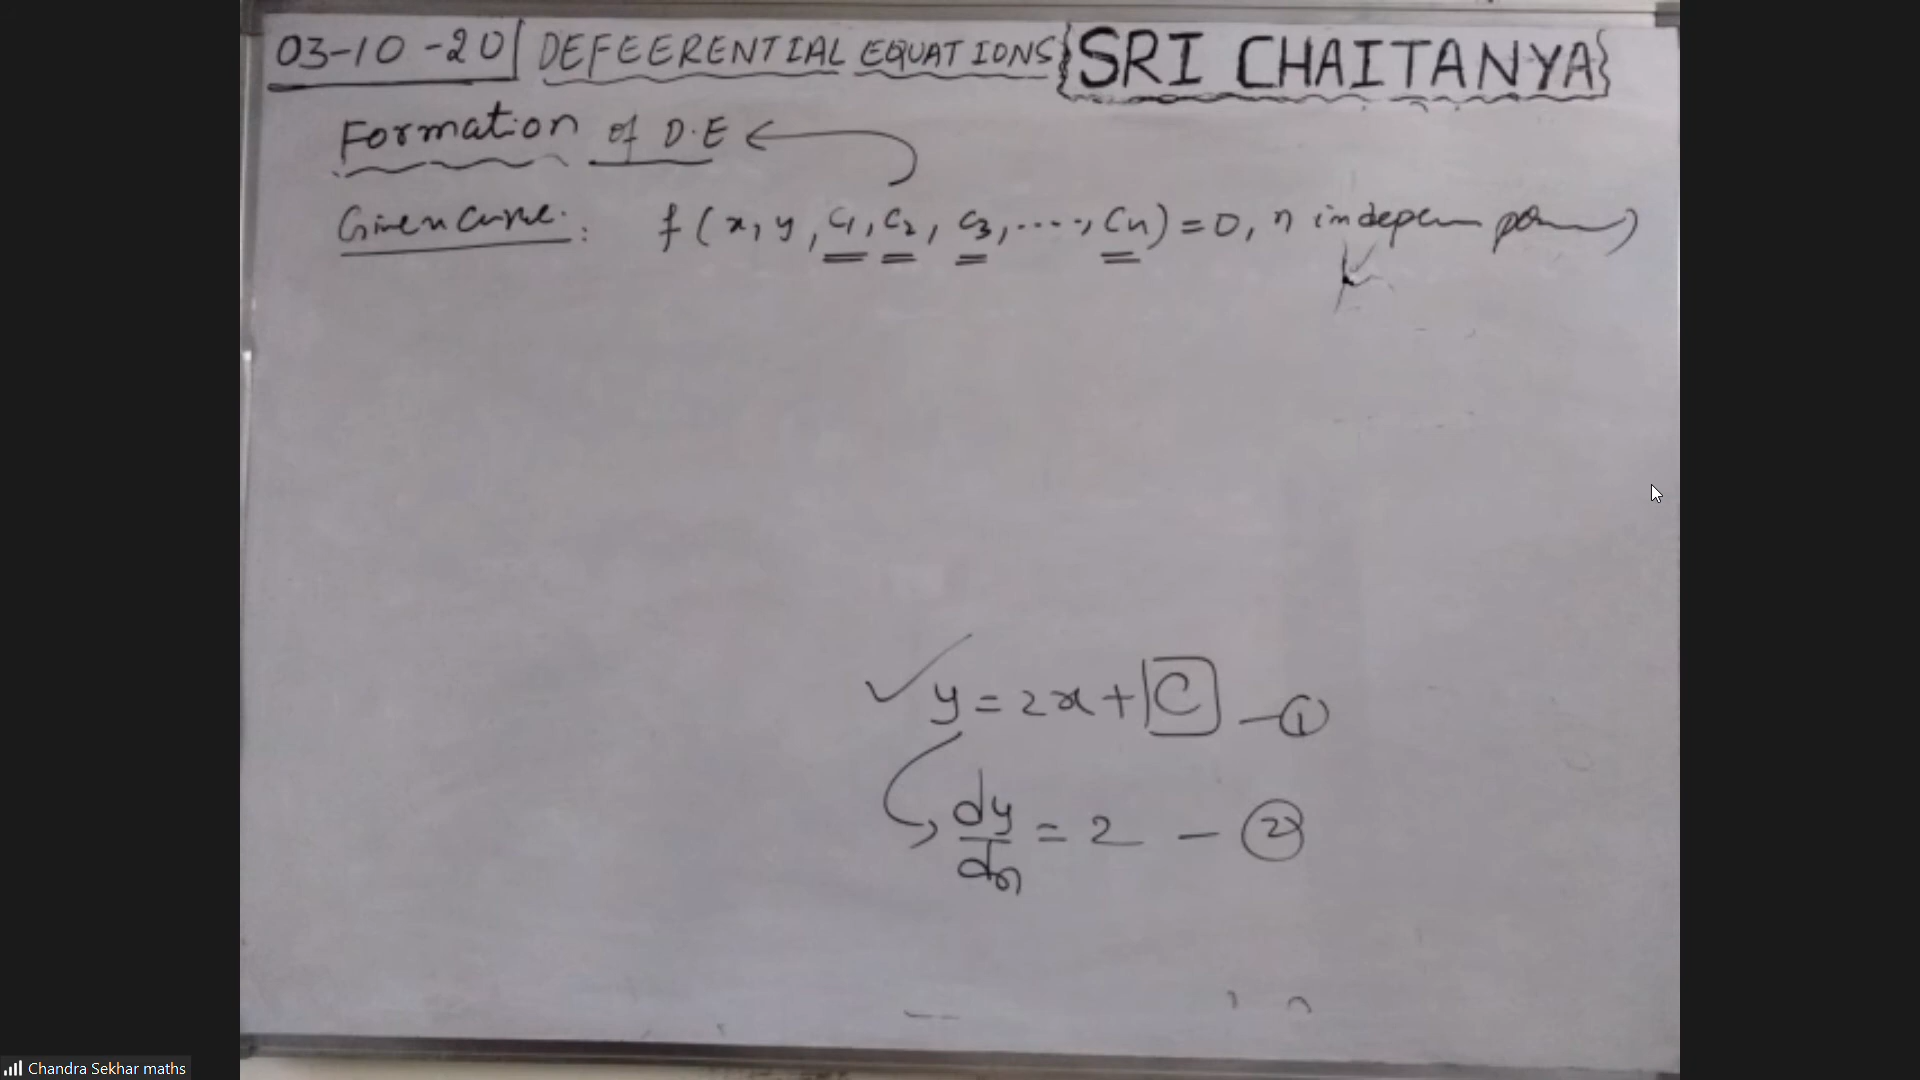 03-10-20 DEFEERENTIAL EQUATIONS {SRI CHAITANYA}
Formation of D.E
Given curve: f(x, y, C1, C2, C3, ...., Cn) = 0, n indepen
y = 2x + C — ①
dy/dx = 2 — ②
Chandra Sekhar maths